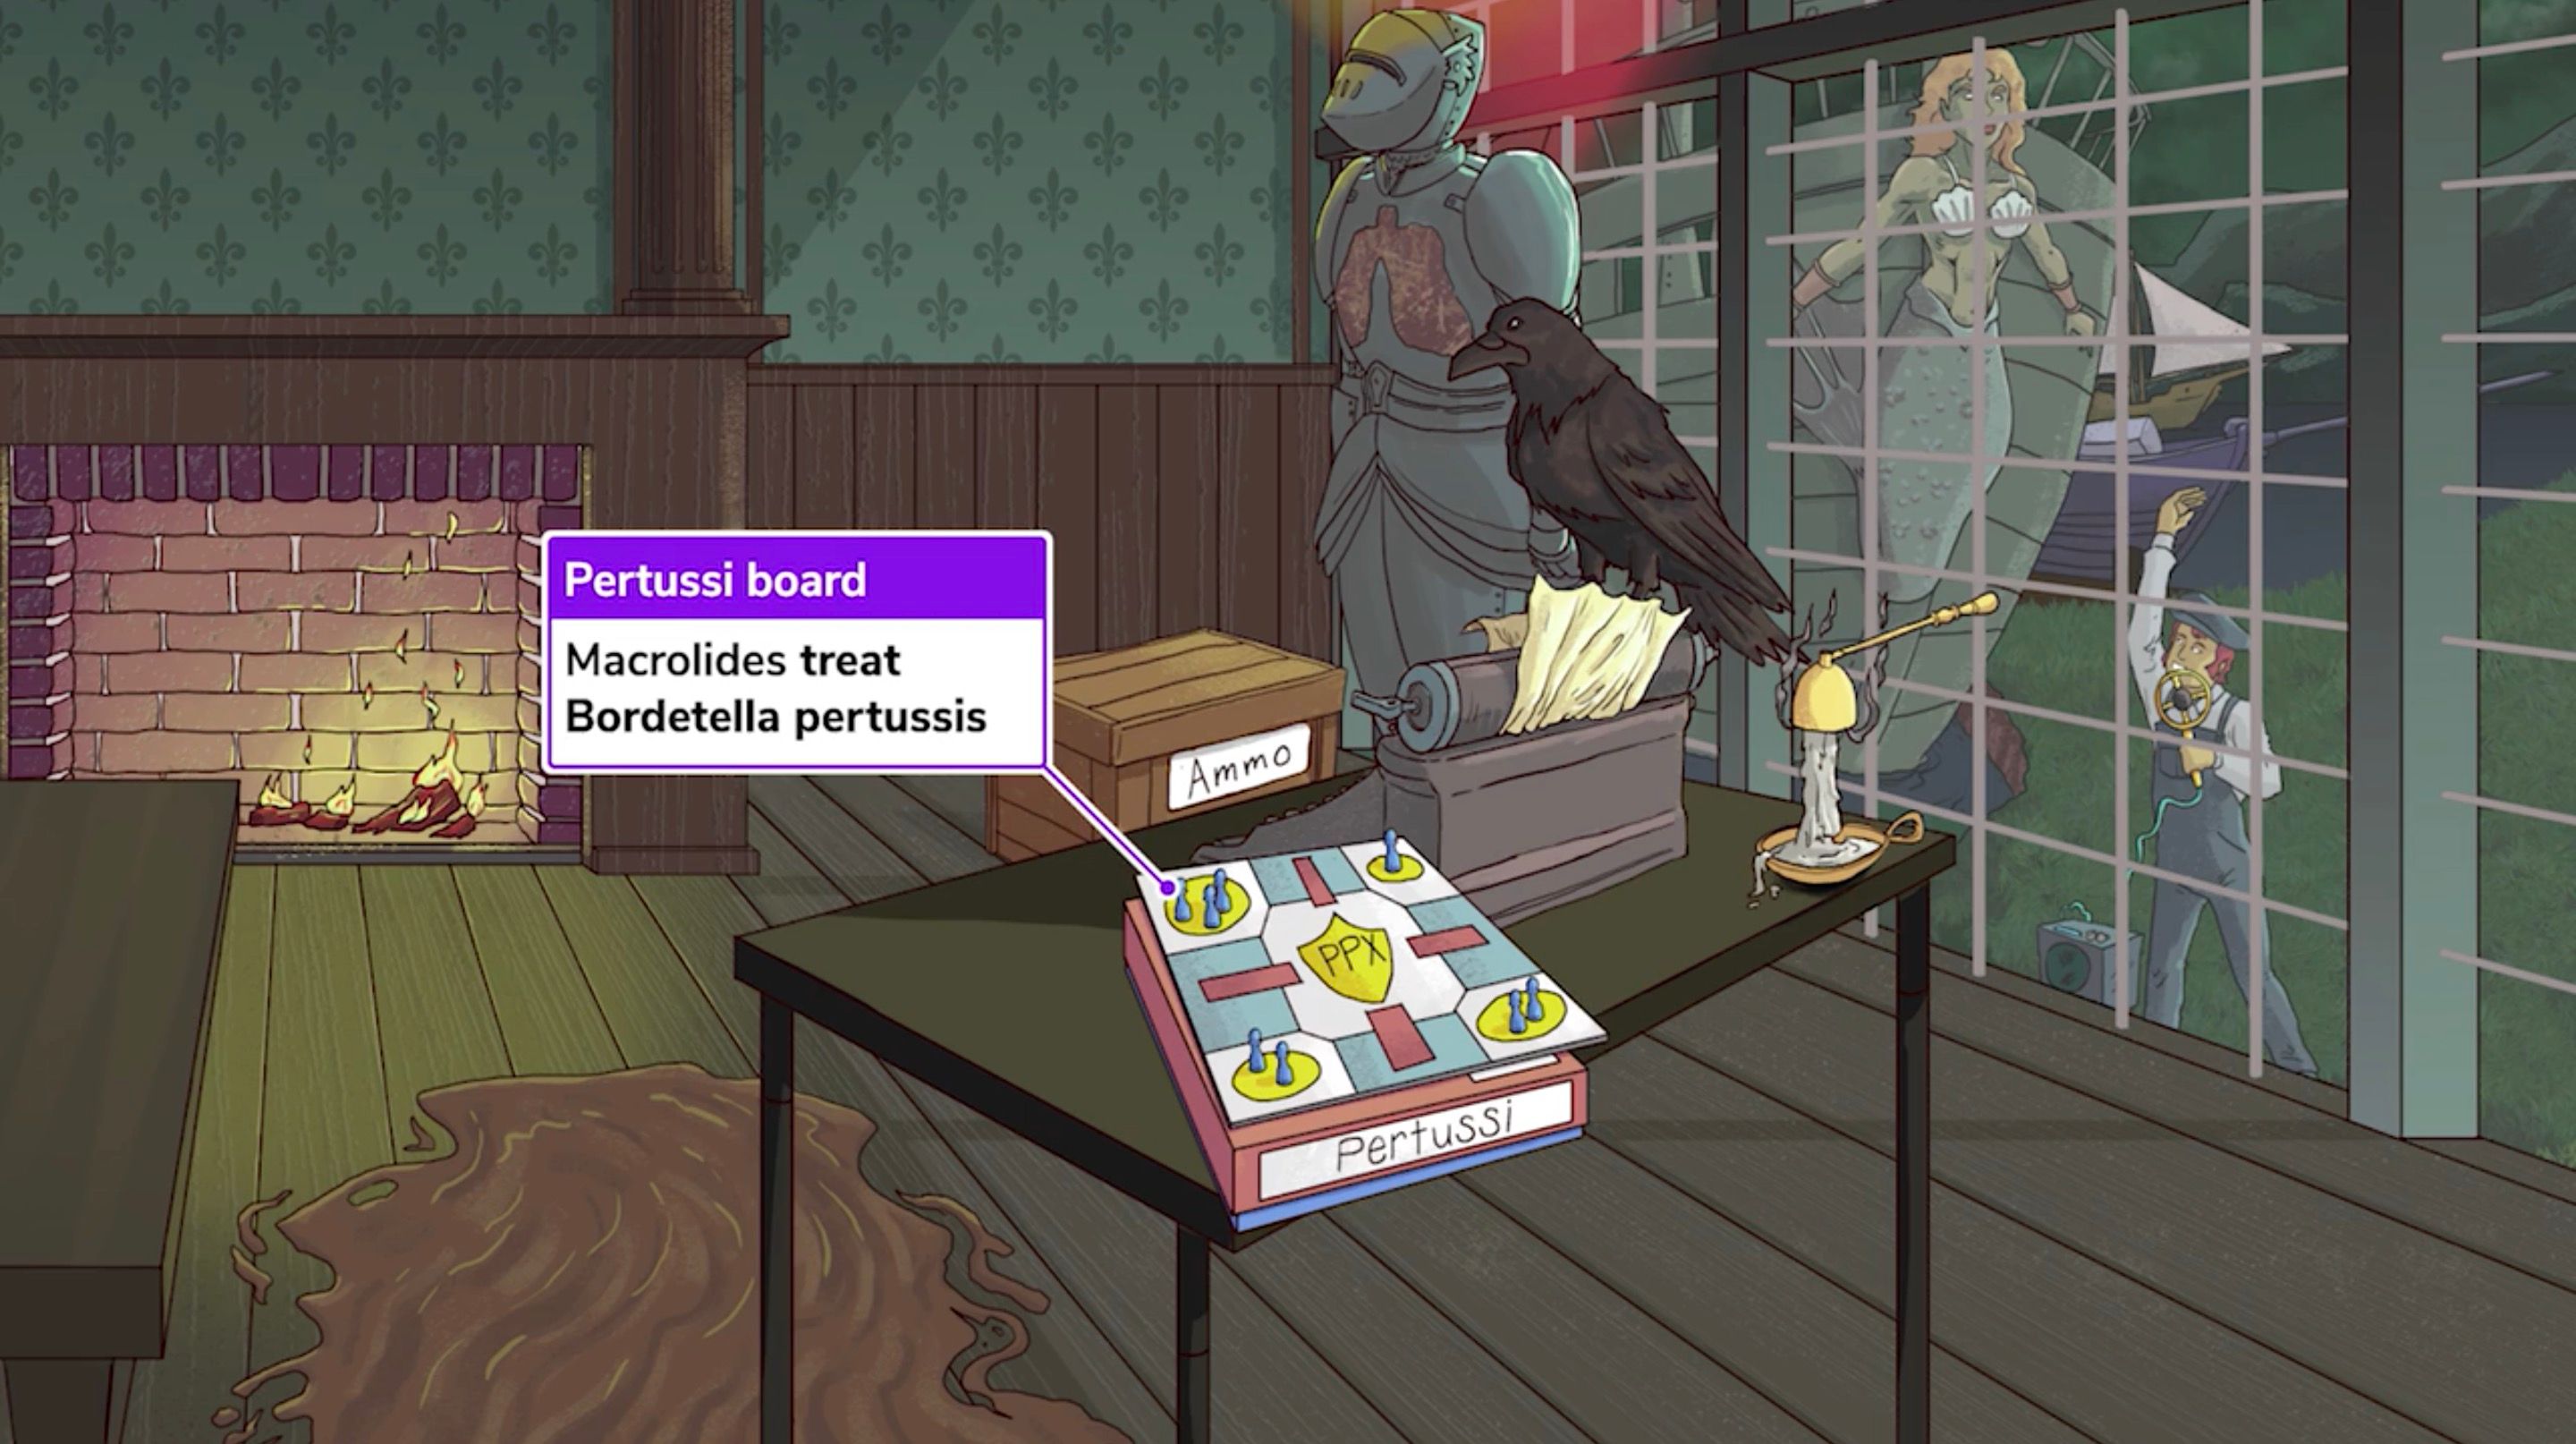 Pertussi board
Macrolides treat
Bordetella pertussis
Ammo
PPX
Pertussi